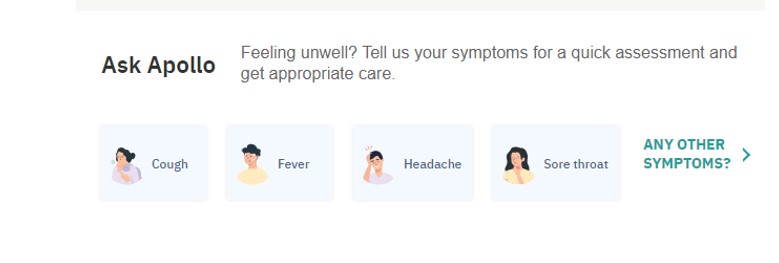 Ask Apollo
Feeling unwell? Tell us your symptoms for a quick assessment and
get appropriate care.
Cough
Fever
Headache
Sore throat
ANY OTHER
SYMPTOMS?